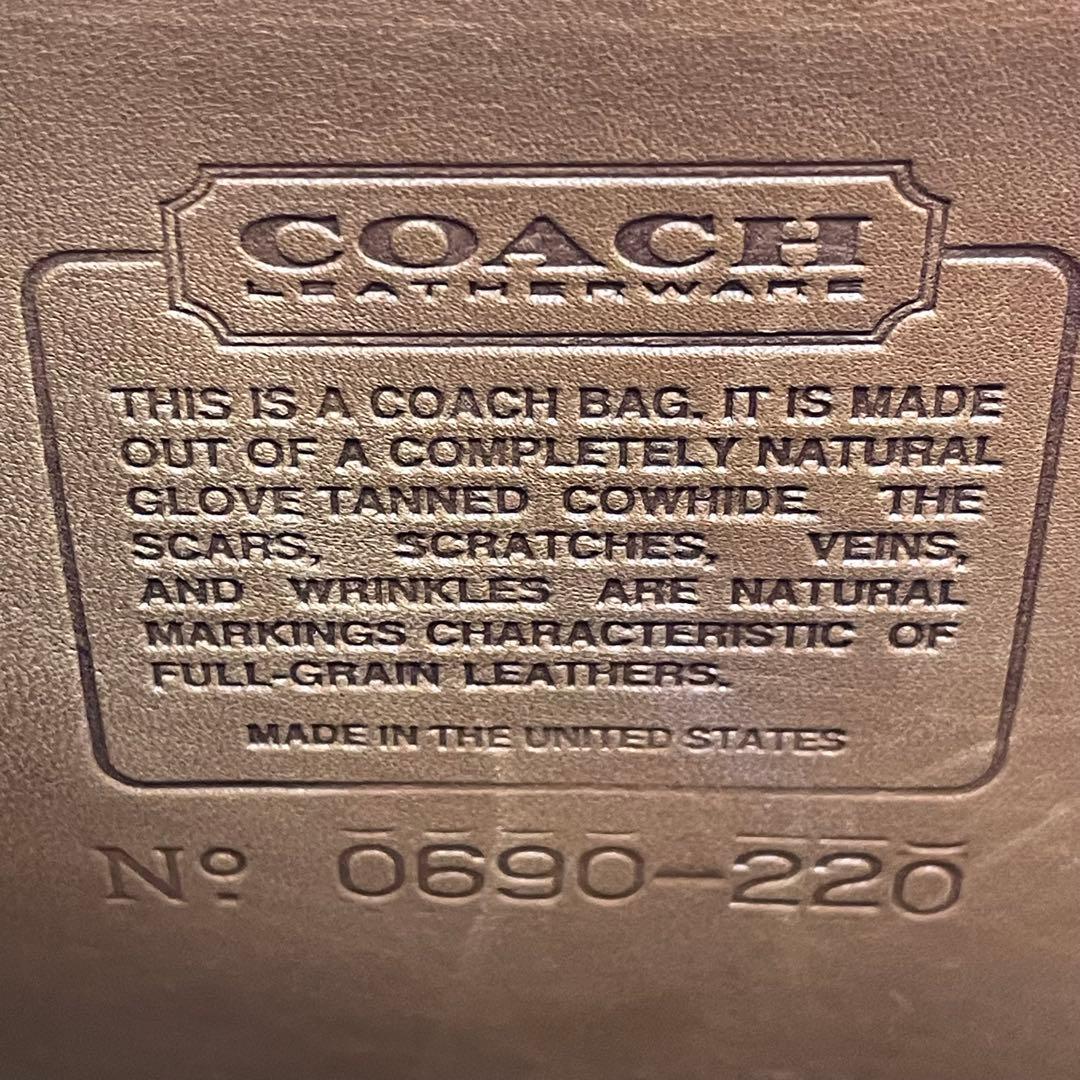 COACH
LEATHERWARE
THIS IS A COACH BAG. IT IS MADE
OUT OF A COMPLETELY NATURAL
GLOVE TANNED COWHIDE. THE
SCARS, SCRATCHES, VEINS,
AND WRINKLES ARE NATURAL
MARKINGS CHARACTERISTIC OF
FULL-GRAIN LEATHERS.
MADE IN THE UNITED STATES
Nº 0690-220